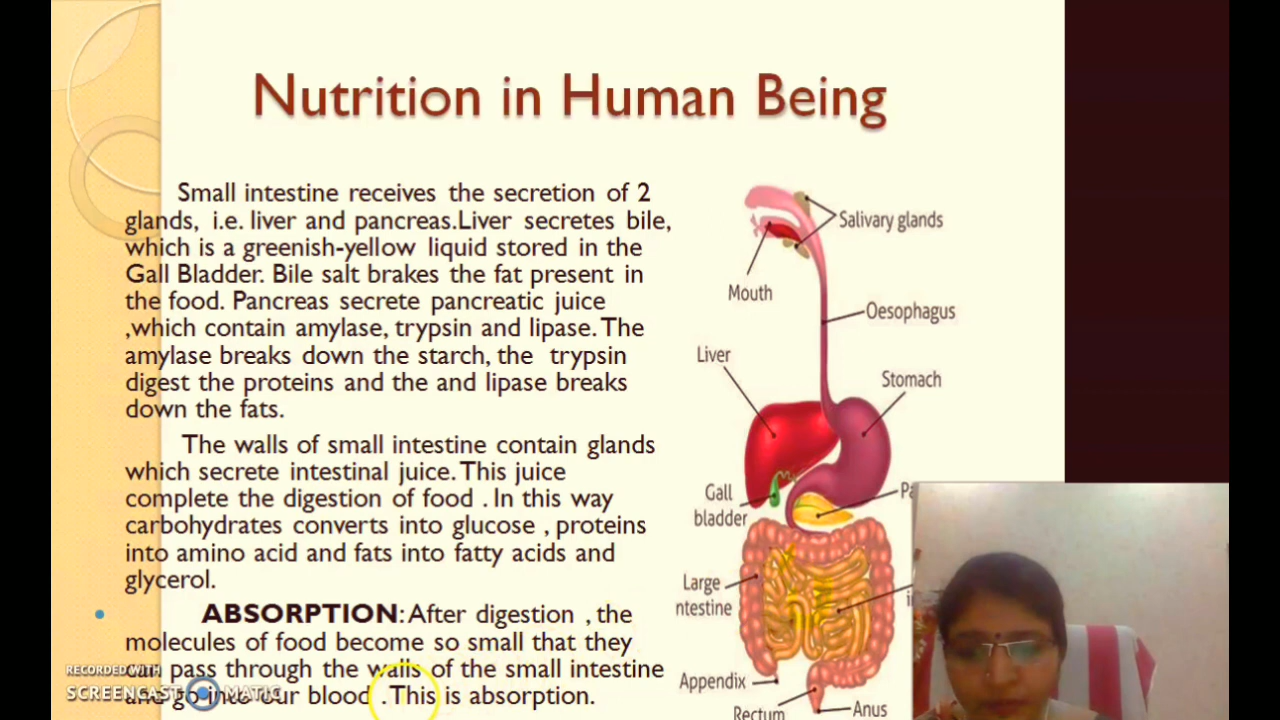 Nutrition in Human Being
Small intestine receives the secretion of 2
glands, i.e. liver and pancreas.Liver secretes bile,
which is a greenish-yellow liquid stored in the
Gall Bladder. Bile salt brakes the fat present in
the food. Pancreas secrete pancreatic juice
,which contain amylase, trypsin and lipase. The
amylase breaks down the starch, the trypsin
digest the proteins and the and lipase breaks
down the fats.
The walls of small intestine contain glands
which secrete intestinal juice. This juice
complete the digestion of food . In this way
carbohydrates converts into glucose , proteins
into amino acid and fats into fatty acids and
glycerol.
ABSORPTION: After digestion , the
molecules of food become so small that they
can pass through the walls of the small intestine
and go into our blood . This is absorption.
Salivary glands
Mouth
Oesophagus
Liver
Stomach
Gall
bladder
Large
ntestine
Appendix
Rectum
Anus
RECORDED WITH
SCREENCAST MATIC